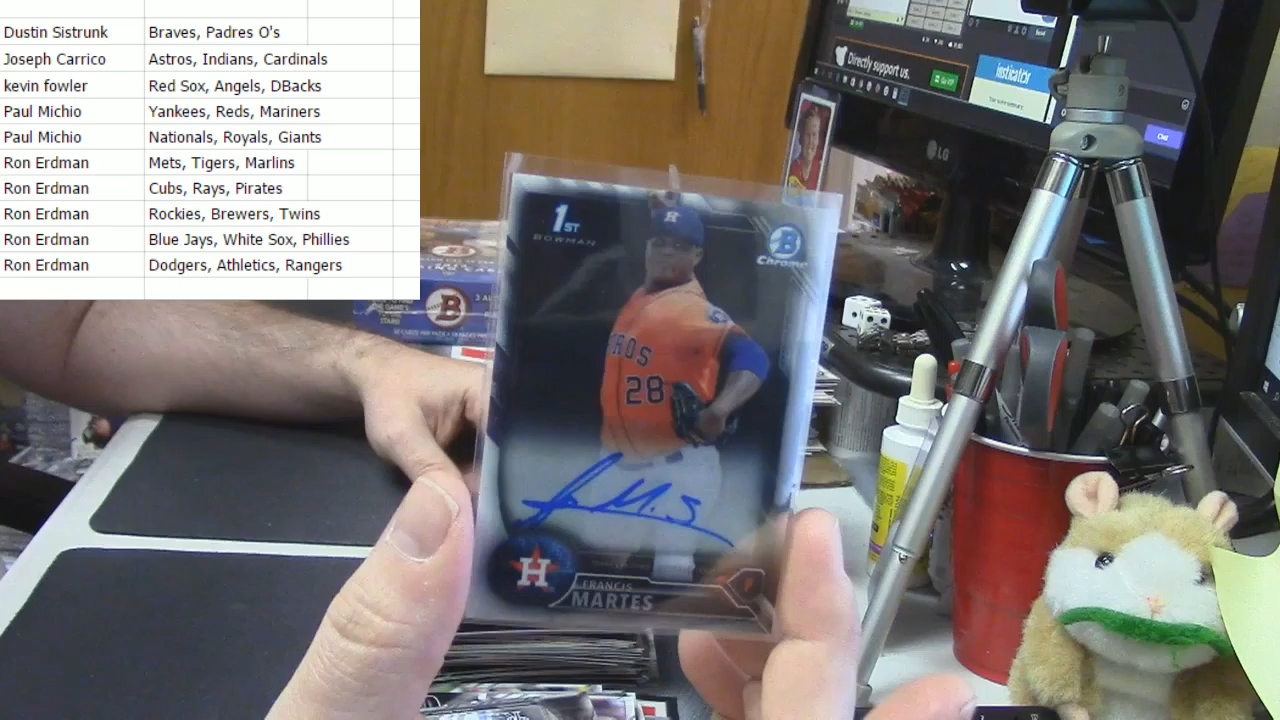 Dustin Sistrunk Braves, Padres O's
Joseph Carrico Astros, Indians, Cardinals
kevin fowler Red Sox, Angels, DBacks
Paul Michio Yankees, Reds, Mariners
Paul Michio Nationals, Royals, Giants
Ron Erdman Mets, Tigers, Marlins
Ron Erdman Cubs, Rays, Pirates
Ron Erdman Rockies, Brewers, Twins
Ron Erdman Blue Jays, White Sox, Phillies
Ron Erdman Dodgers, Athletics, Rangers
1ST
BOWMAN
B
Chrome
H
TROS
28
H
FRANCIS
MARTES
B
Directly support us.
insticator
LG
Chat